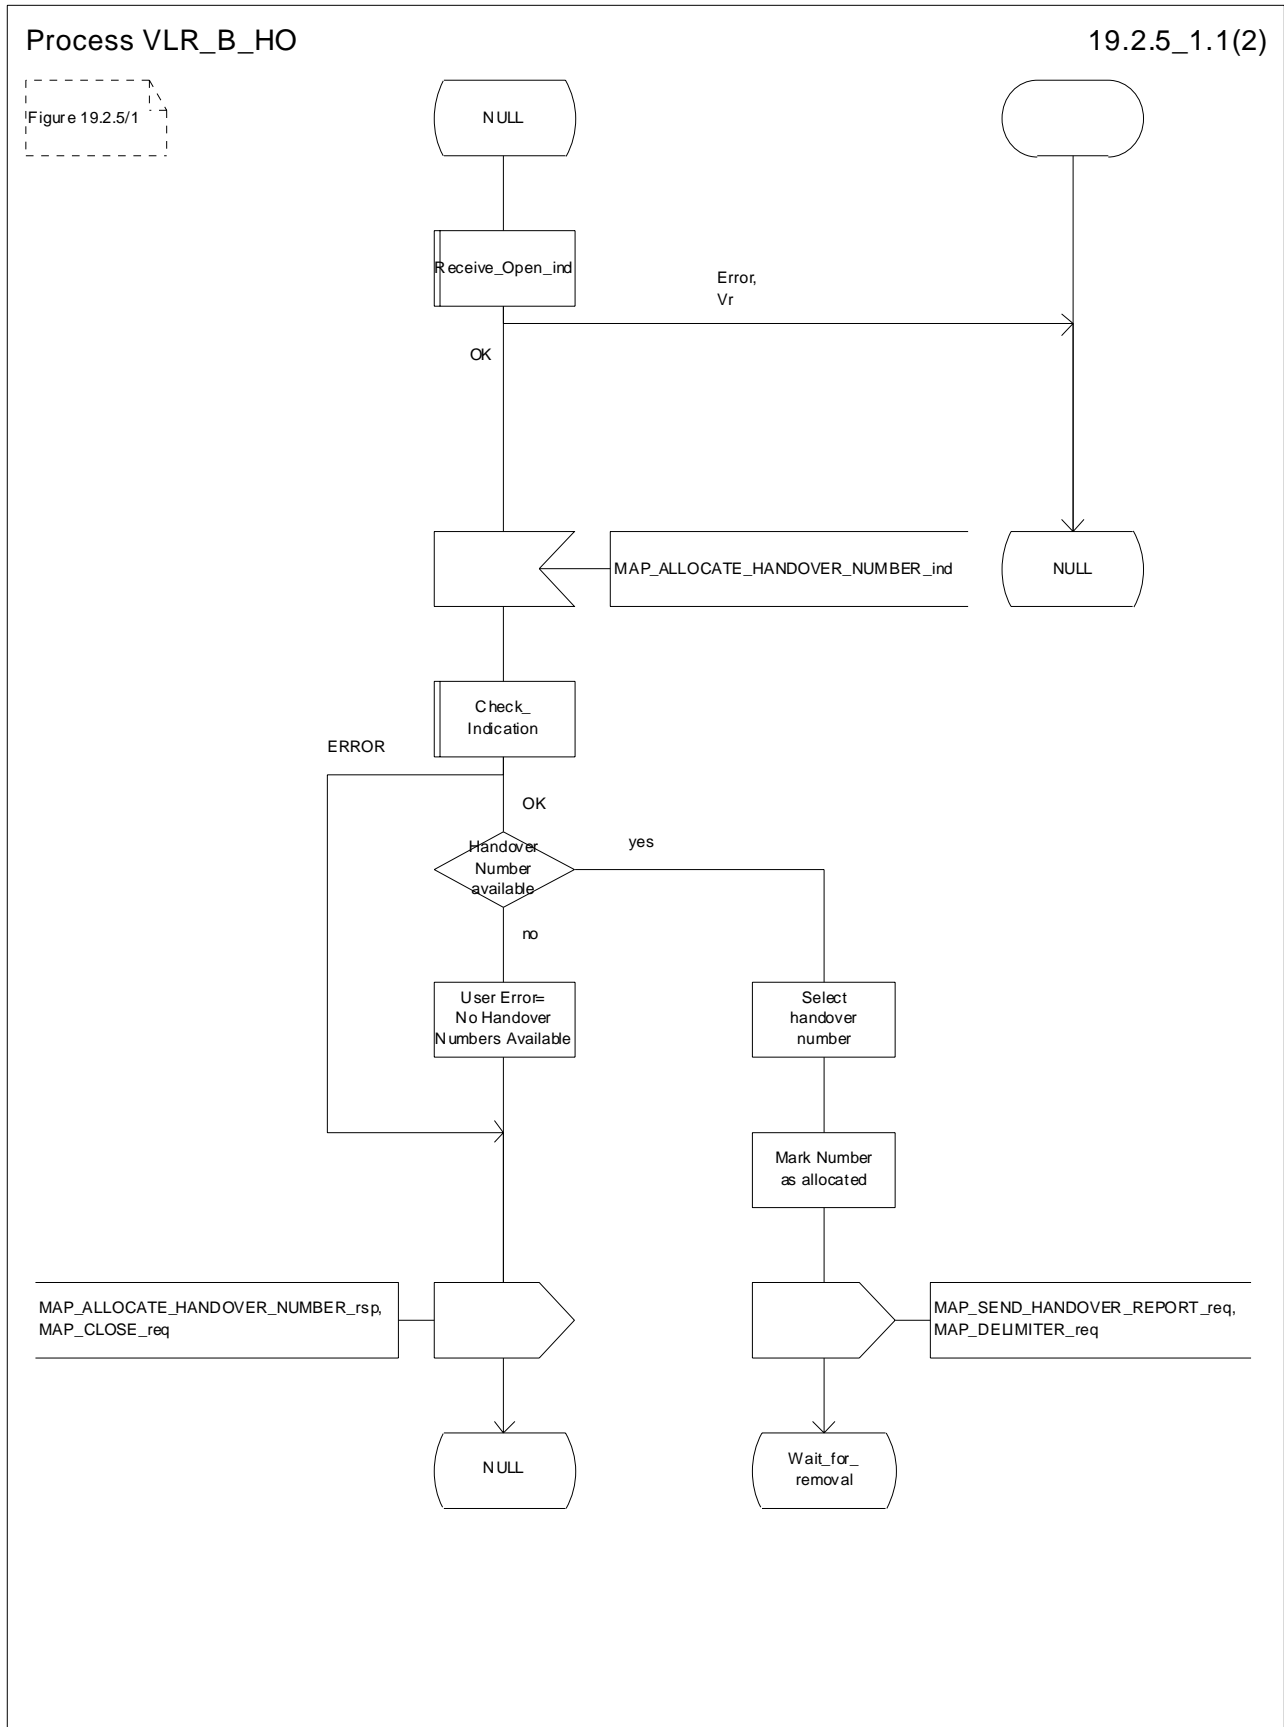 Process VLR_B_HO
19.2.5_1.1(2)
Figure 19.2.5/1
NULL
Receive_Open_ind
Error,
Vr
OK
MAP_ALLOCATE_HANDOVER_NUMBER_ind
NULL
Check_
Indication
ERROR
OK
Handover
Number
available
yes
no
User Error=
No Handover
Numbers Available
Select
handover
number
Mark Number
as allocated
MAP_ALLOCATE_HANDOVER_NUMBER_rsp,
MAP_CLOSE_req
MAP_SEND_HANDOVER_REPORT_req,
MAP_DELIMITER_req
NULL
Wait_for_
removal